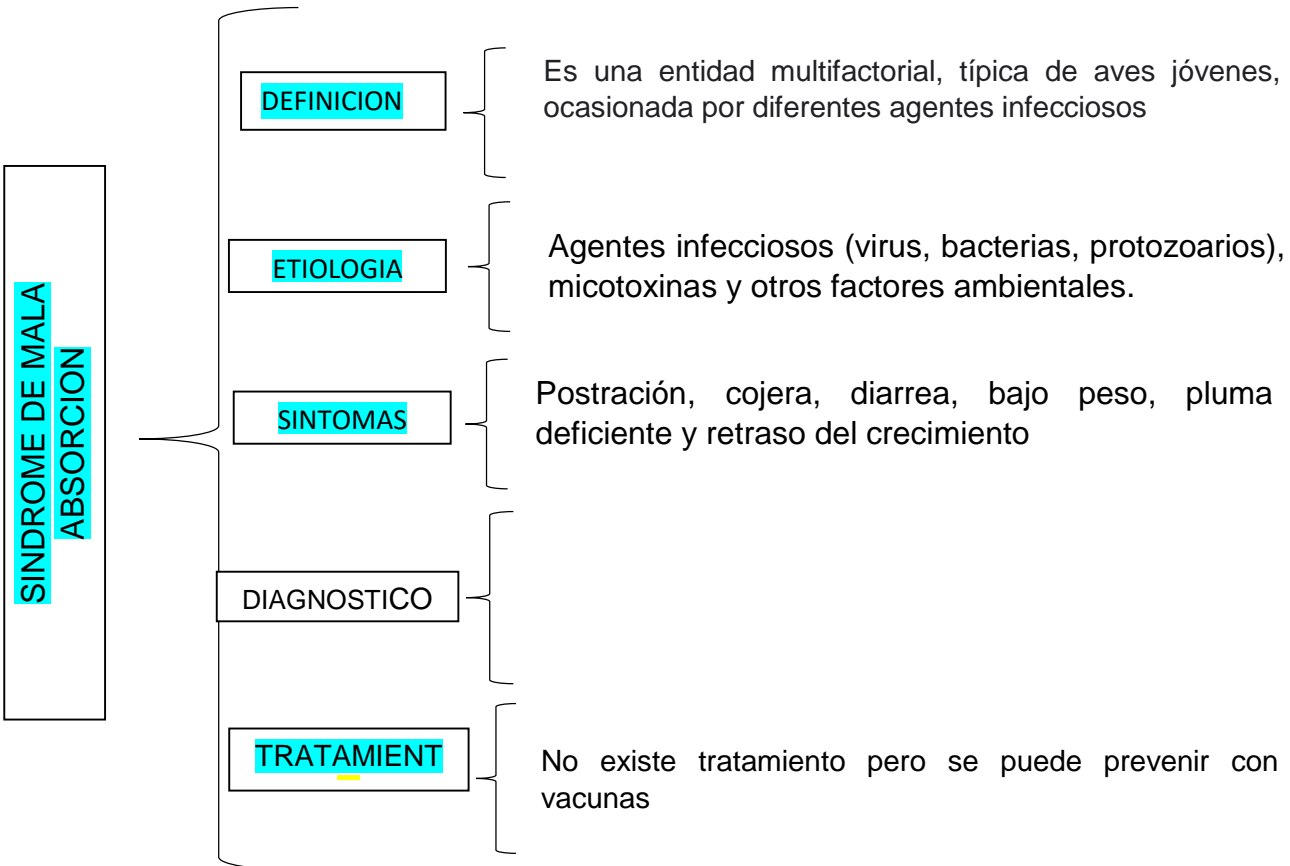 SINDROME DE MALA
ABSORCION
DEFINICION
Es una entidad multifactorial, típica de aves jóvenes,
ocasionada por diferentes agentes infecciosos
ETIOLOGIA
Agentes infecciosos (virus, bacterias, protozoarios),
micotoxinas y otros factores ambientales.
SINTOMAS
Postración, cojera, diarrea, bajo peso, pluma
deficiente y retraso del crecimiento
DIAGNOSTICO
TRATAMIENT
No existe tratamiento pero se puede prevenir con
vacunas